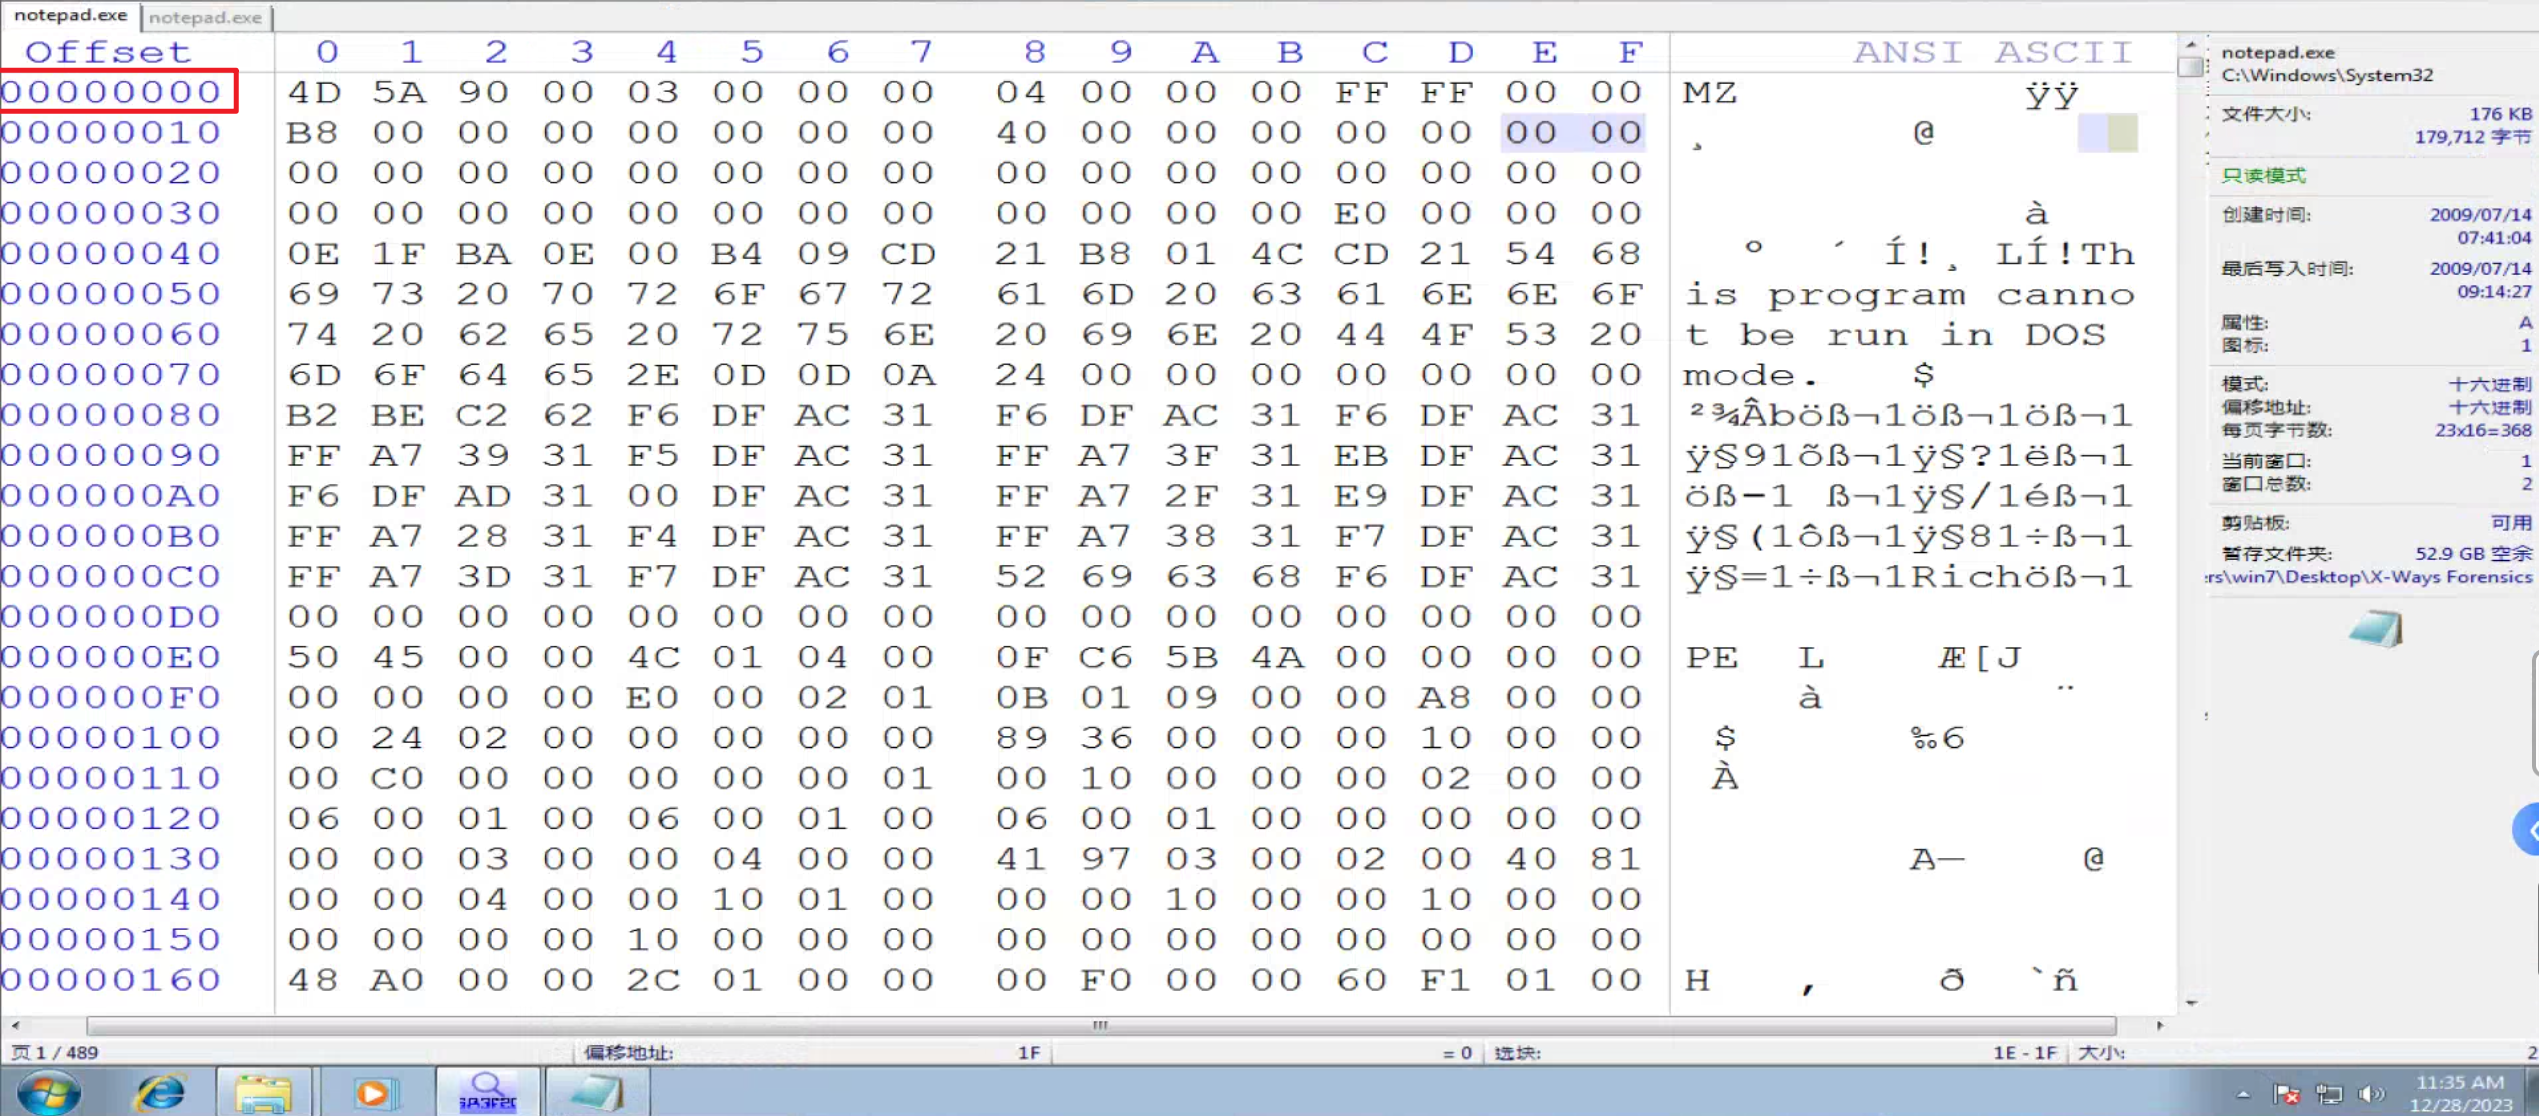 notepad.exe notepad.exe
Offset 0 1 2 3 4 5 6 7 8 9 A B C D E F ANSI ASCII
00000000 4D 5A 90 00 03 00 00 00 04 00 00 00 FF FF 00 00 MZ ÿÿ
00000010 B8 00 00 00 00 00 00 00 40 00 00 00 00 00 00 00 ¸ @
00000020 00 00 00 00 00 00 00 00 00 00 00 00 00 00 00 00
00000030 00 00 00 00 00 00 00 00 00 00 00 00 E0 00 00 00 à
00000040 0E 1F BA 0E 00 B4 09 CD 21 B8 01 4C CD 21 54 68 º ´ Í!¸ LÍ!Th
00000050 69 73 20 70 72 6F 67 72 61 6D 20 63 61 6E 6E 6F is program canno
00000060 74 20 62 65 20 72 75 6E 20 69 6E 20 44 4F 53 20 t be run in DOS
00000070 6D 6F 64 65 2E 0D 0D 0A 24 00 00 00 00 00 00 00 mode. $
00000080 B2 BE C2 62 F6 DF AC 31 F6 DF AC 31 F6 DF AC 31 ²¾Âböß¬1öß¬1öß¬1
00000090 FF A7 39 31 F5 DF AC 31 FF A7 3F 31 EB DF AC 31 ÿ§91õß¬1ÿ§?1ëß¬1
000000A0 F6 DF AD 31 00 DF AC 31 FF A7 2F 31 E9 DF AC 31 öß-1 ß¬1ÿ§/1éß¬1
000000B0 FF A7 28 31 F4 DF AC 31 FF A7 38 31 F7 DF AC 31 ÿ§(1ôß¬1ÿ§81÷ß¬1
000000C0 FF A7 3D 31 F7 DF AC 31 52 69 63 68 F6 DF AC 31 ÿ§=1÷ß¬1Richöß¬1
000000D0 00 00 00 00 00 00 00 00 00 00 00 00 00 00 00 00
000000E0 50 45 00 00 4C 01 04 00 0F C6 5B 4A 00 00 00 00 PE L Æ[J
000000F0 00 00 00 00 E0 00 02 01 0B 01 09 00 00 A8 00 00 à ¨
00000100 00 24 02 00 00 00 00 00 89 36 00 00 00 10 00 00 $ ‰6
00000110 00 C0 00 00 00 00 00 01 00 10 00 00 00 02 00 00 À
00000120 06 00 01 00 06 00 01 00 06 00 01 00 00 00 00 00
00000130 00 00 03 00 00 04 00 00 41 97 03 00 02 00 40 81 A— @
00000140 00 00 04 00 00 10 01 00 00 00 10 00 00 10 00 00
00000150 00 00 00 00 10 00 00 00 00 00 00 00 00 00 00 00
00000160 48 A0 00 00 2C 01 00 00 00 F0 00 00 60 F1 01 00 H , ð `ñ
notepad.exe
C:\Windows\System32
文件大小: 176 KB
179,712 字节
只读模式
创建时间: 2009/07/14
07:41:04
最后写入时间: 2009/07/14
09:14:27
属性: A
图标: 1
模式: 十六进制
偏移地址: 十六进制
每页字节数: 23x16=368
当前窗口: 1
窗口总数: 2
剪贴板: 可用
暂存文件夹: 52.9 GB 空余
rs\win7\Desktop\X-Ways Forensics
页 1 / 489 偏移地址: 1F = 0 选块: 1E - 1F 大小: 2
11:35 AM
12/28/2023